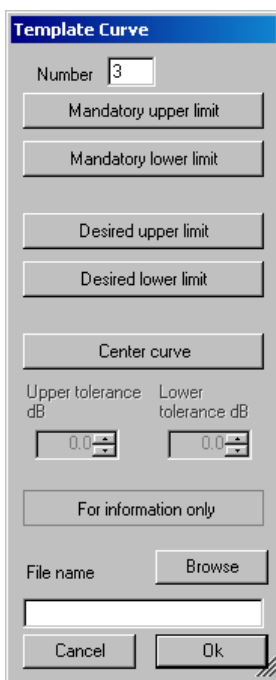 Template Curve
Number 3
Mandatory upper limit
Mandatory lower limit
Desired upper limit
Desired lower limit
Center curve
Upper tolerance dB
Lower tolerance dB
0.0
0.0
For information only
File name
Browse
Cancel
Ok